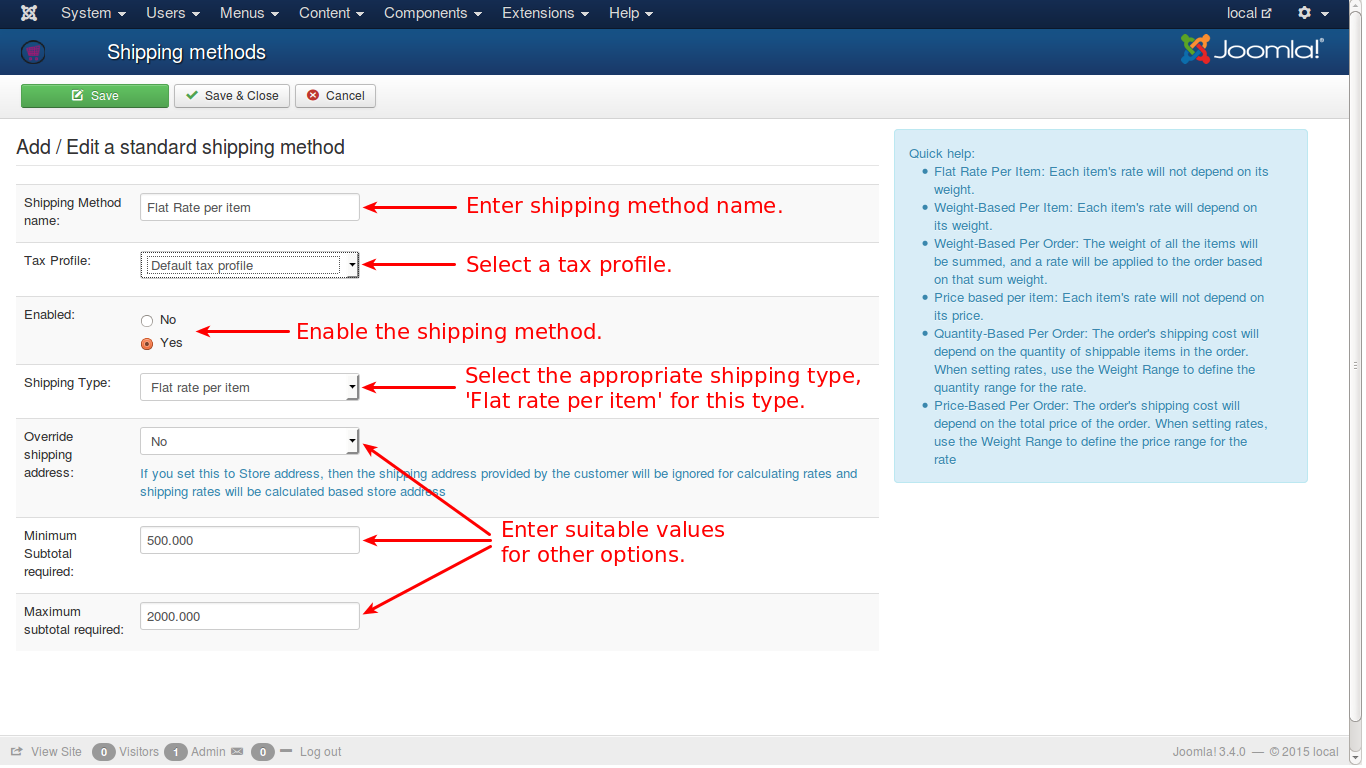 System Users Menus Content Components Extensions Help local
Shipping methods
Joomla!®
Save Save & Close Cancel
Add / Edit a standard shipping method
Shipping Method
name:
Flat Rate per item
Enter shipping method name.
Tax Profile:
Default tax profile
Select a tax profile.
Enabled:
No
Yes
Enable the shipping method.
Shipping Type:
Flat rate per item
Select the appropriate shipping type,
'Flat rate per item' for this type.
Override
shipping
address:
No
If you set this to Store address, then the shipping address provided by the customer will be ignored for calculating rates and
shipping rates will be calculated based store address
Enter suitable values
for other options.
Minimum
Subtotal
required:
500.000
Maximum
subtotal required:
2000.000
Quick help:
• Flat Rate Per Item: Each item's rate will not depend on its
weight.
• Weight-Based Per Item: Each item's rate will depend on
its weight.
• Weight-Based Per Order: The weight of all the items will
be summed, and a rate will be applied to the order based
on that sum weight.
• Price based per item: Each item's rate will not depend on
its price.
• Quantity-Based Per Order: The order's shipping cost will
depend on the quantity of shippable items in the order.
When setting rates, use the Weight Range to define the
quantity range for the rate.
• Price-Based Per Order: The order's shipping cost will
depend on the total price of the order. When setting rates,
use the Weight Range to define the price range for the
rate
View Site 0 Visitors 1 Admin 0 Log out
Joomla! 3.4.0 — © 2015 local